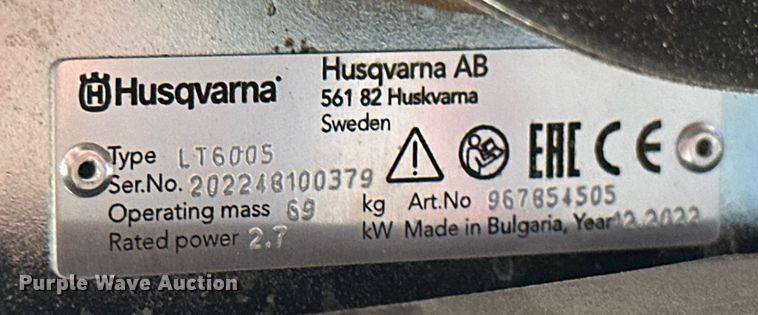 Husqvarna
Husqvarna AB
561 82 Huskvarna
Sweden
Type LT6005
Ser.No. 202248100379
Operating mass 69 kg Art.No 967854505
Rated power 2.7 kW Made in Bulgaria, Year 12.2022
EAC CE
Purple Wave Auction